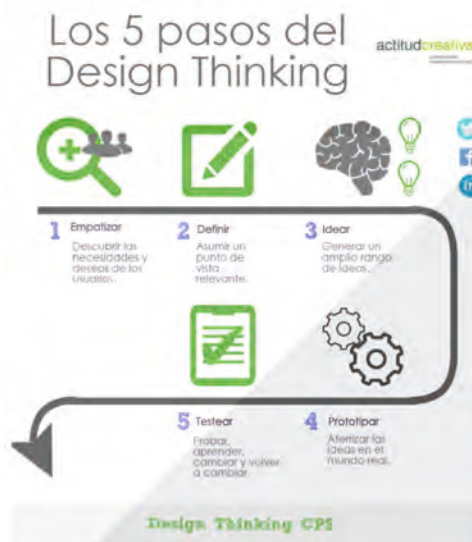 Los 5 pasos del
Design Thinking
actitudcreativa
1 Empatizar
Descubrir las
necesidades y
deseos de los
usuarios.
2 Definir
Asumir un
punto de
vista
relevante.
3 Idear
Generar un
amplio rango
de ideas.
5 Testear
Probar,
aprender,
cambiar y volver
a cambiar.
4 Prototipar
Aterrizar las
ideas en el
mundo real.
Design Thinking CPS